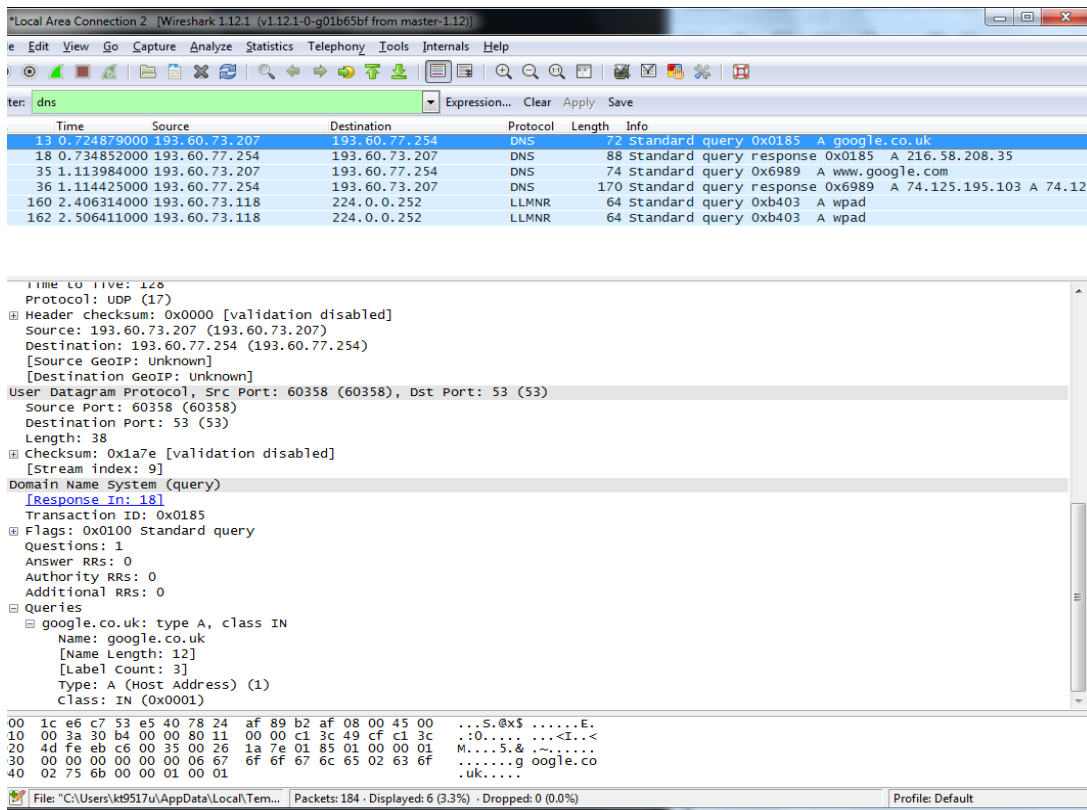 *Local Area Connection 2 [Wireshark 1.12.1 (v1.12.1-0-g01b65bf from master-1.12)]
e Edit View Go Capture Analyze Statistics Telephony Tools Internals Help
ter: dns Expression... Clear Apply Save
Time Source Destination Protocol Length Info
13 0.724879000 193.60.73.207 193.60.77.254 DNS 72 Standard query 0x0185 A google.co.uk
18 0.734852000 193.60.77.254 193.60.73.207 DNS 88 Standard query response 0x0185 A 216.58.208.35
35 1.113984000 193.60.73.207 193.60.77.254 DNS 74 Standard query 0x6989 A www.google.com
36 1.114425000 193.60.77.254 193.60.73.207 DNS 170 Standard query response 0x6989 A 74.125.195.103 A 74.12
160 2.406314000 193.60.73.118 224.0.0.252 LLMNR 64 Standard query 0xb403 A wpad
162 2.506411000 193.60.73.118 224.0.0.252 LLMNR 64 Standard query 0xb403 A wpad
Time to live: 128
Protocol: UDP (17)
Header checksum: 0x0000 [validation disabled]
Source: 193.60.73.207 (193.60.73.207)
Destination: 193.60.77.254 (193.60.77.254)
[Source GeoIP: Unknown]
[Destination GeoIP: Unknown]
User Datagram Protocol, Src Port: 60358 (60358), Dst Port: 53 (53)
Source Port: 60358 (60358)
Destination Port: 53 (53)
Length: 38
Checksum: 0x1a7e [validation disabled]
[Stream index: 9]
Domain Name System (query)
[Response In: 18]
Transaction ID: 0x0185
Flags: 0x0100 Standard query
Questions: 1
Answer RRs: 0
Authority RRs: 0
Additional RRs: 0
Queries
google.co.uk: type A, class IN
Name: google.co.uk
[Name Length: 12]
[Label Count: 3]
Type: A (Host Address) (1)
Class: IN (0x0001)
00 1c e6 c7 53 e5 40 78 24 af 89 b2 af 08 00 45 00 ...S.@x$ ......E.
10 00 3a 30 b4 00 00 80 11 00 00 c1 3c 49 cf c1 3c .:0..... ...<I..<
20 4d fe eb c6 00 35 00 26 1a 7e 01 85 01 00 00 01 M....5.& .~......
30 00 00 00 00 00 00 06 67 6f 6f 67 6c 65 02 63 6f .......g oogle.co
40 02 75 6b 00 00 01 00 01 .uk.....
File: "C:\Users\kt9517u\AppData\Local\Tem... Packets: 184 · Displayed: 6 (3.3%) · Dropped: 0 (0.0%) Profile: Default